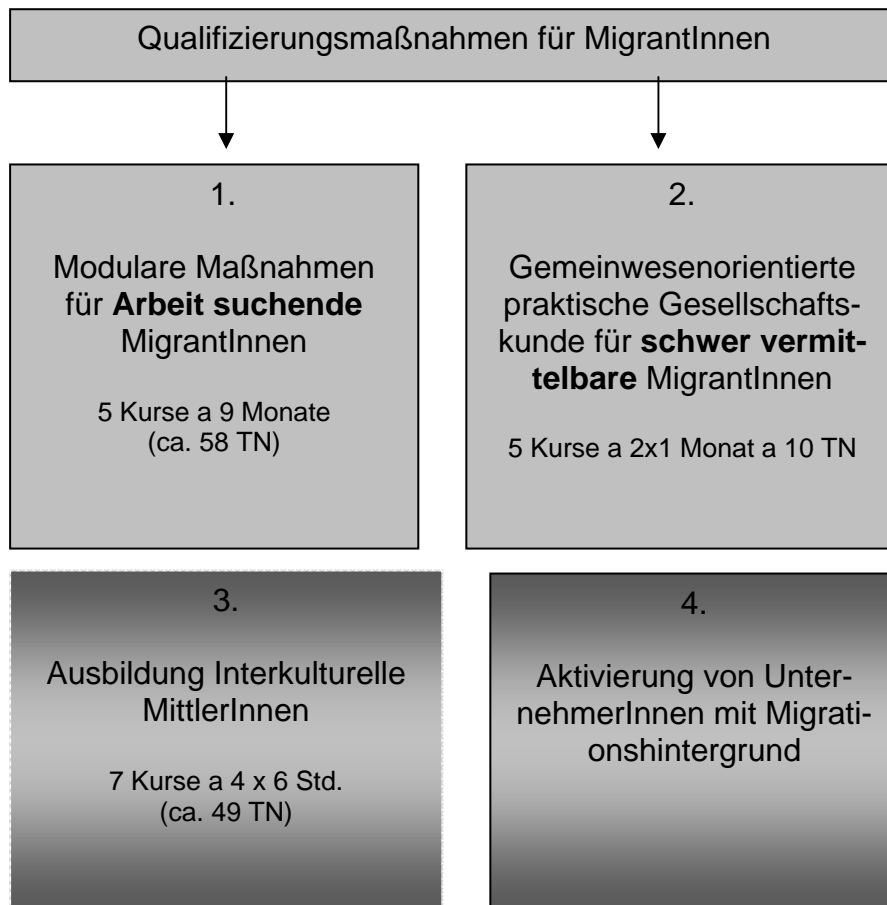 Qualifizierungsmaßnahmen für MigrantInnen
1.
Modulare Maßnahmen
für Arbeit suchende
MigrantInnen
5 Kurse a 9 Monate
(ca. 58 TN)
2.
Gemeinwesenorientierte
praktische Gesellschafts-
kunde für schwer vermit-
telbare MigrantInnen
5 Kurse a 2x1 Monat a 10 TN
3.
Ausbildung Interkulturelle
MittlerInnen
7 Kurse a 4 x 6 Std.
(ca. 49 TN)
4.
Aktivierung von Unter-
nehmerInnen mit Migrati-
onshintergrund